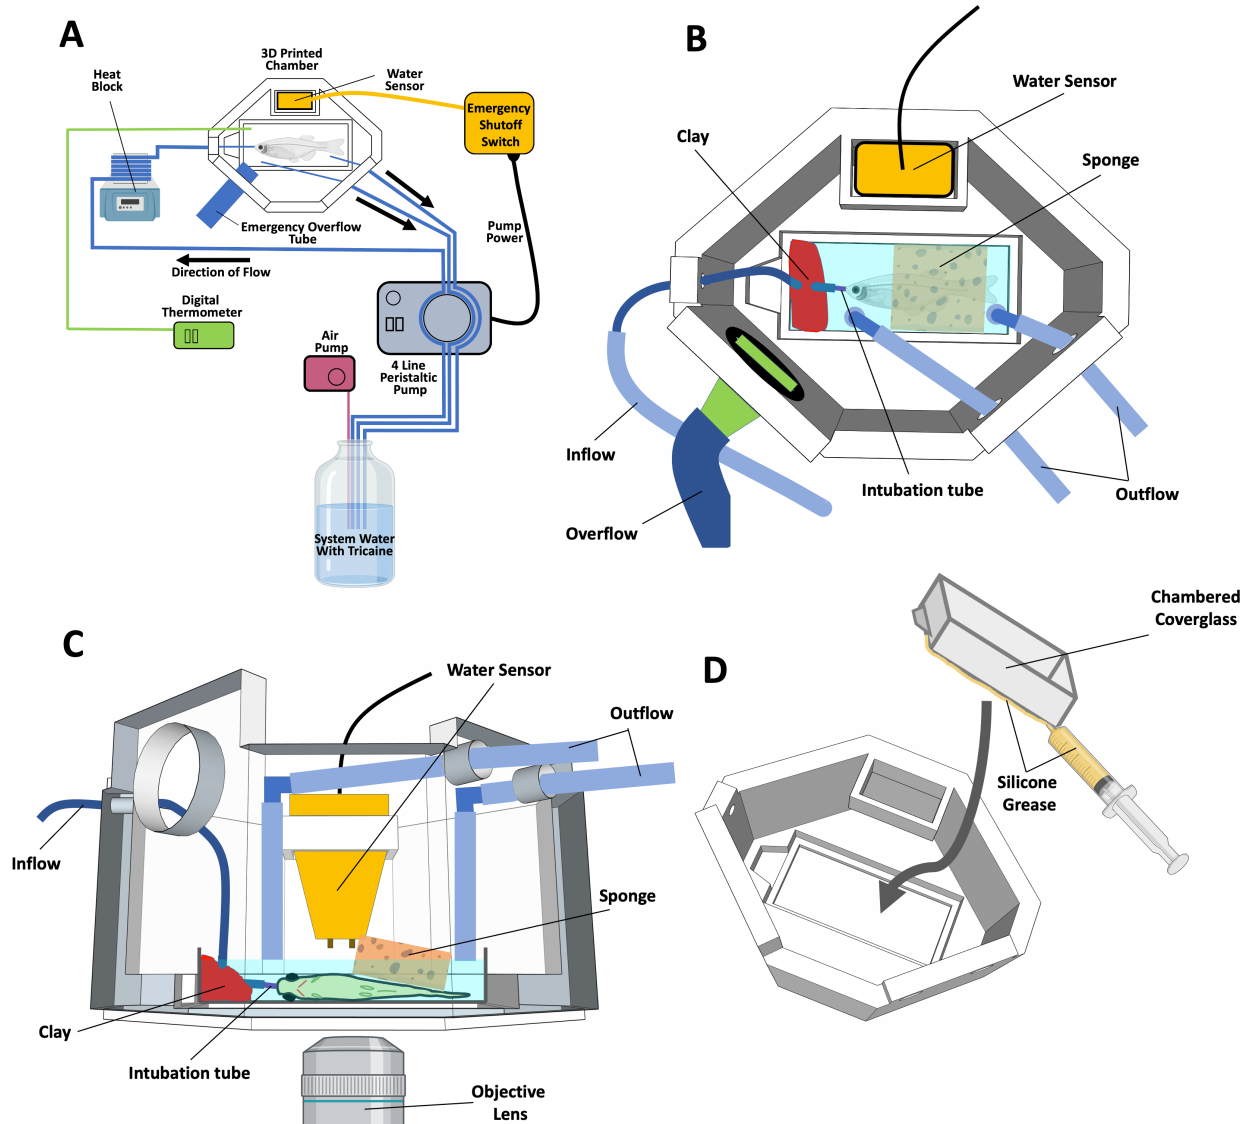 A
3D Printed
Chamber
Heat
Block
Water
Sensor
Emergency
Shutoff
Switch
Emergency Overflow
Tube
Pump
Power
Direction of Flow
Digital
Thermometer
Air
Pump
4 Line
Peristaltic
Pump
System Water
With Tricaine
B
Water Sensor
Clay
Sponge
Inflow
Intubation tube
Outflow
Overflow
C
Water Sensor
Outflow
Inflow
Sponge
Clay
Intubation tube
Objective
Lens
D
Chambered
Coverglass
Silicone
Grease